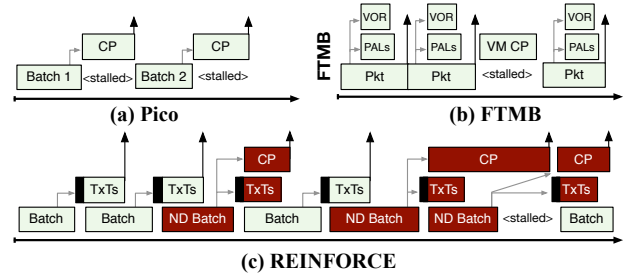 CP CP
Batch 1 <stalled> Batch 2 <stalled>
(a) Pico
FTMB
VOR VOR VOR
PALs PALs VM CP PALs
Pkt Pkt <stalled> Pkt
(b) FTMB
CP CP CP
TxTs TxTs TxTs TxTs TxTs TxTs
Batch Batch ND Batch Batch ND Batch ND Batch <stalled> Batch
(c) REINFORCE